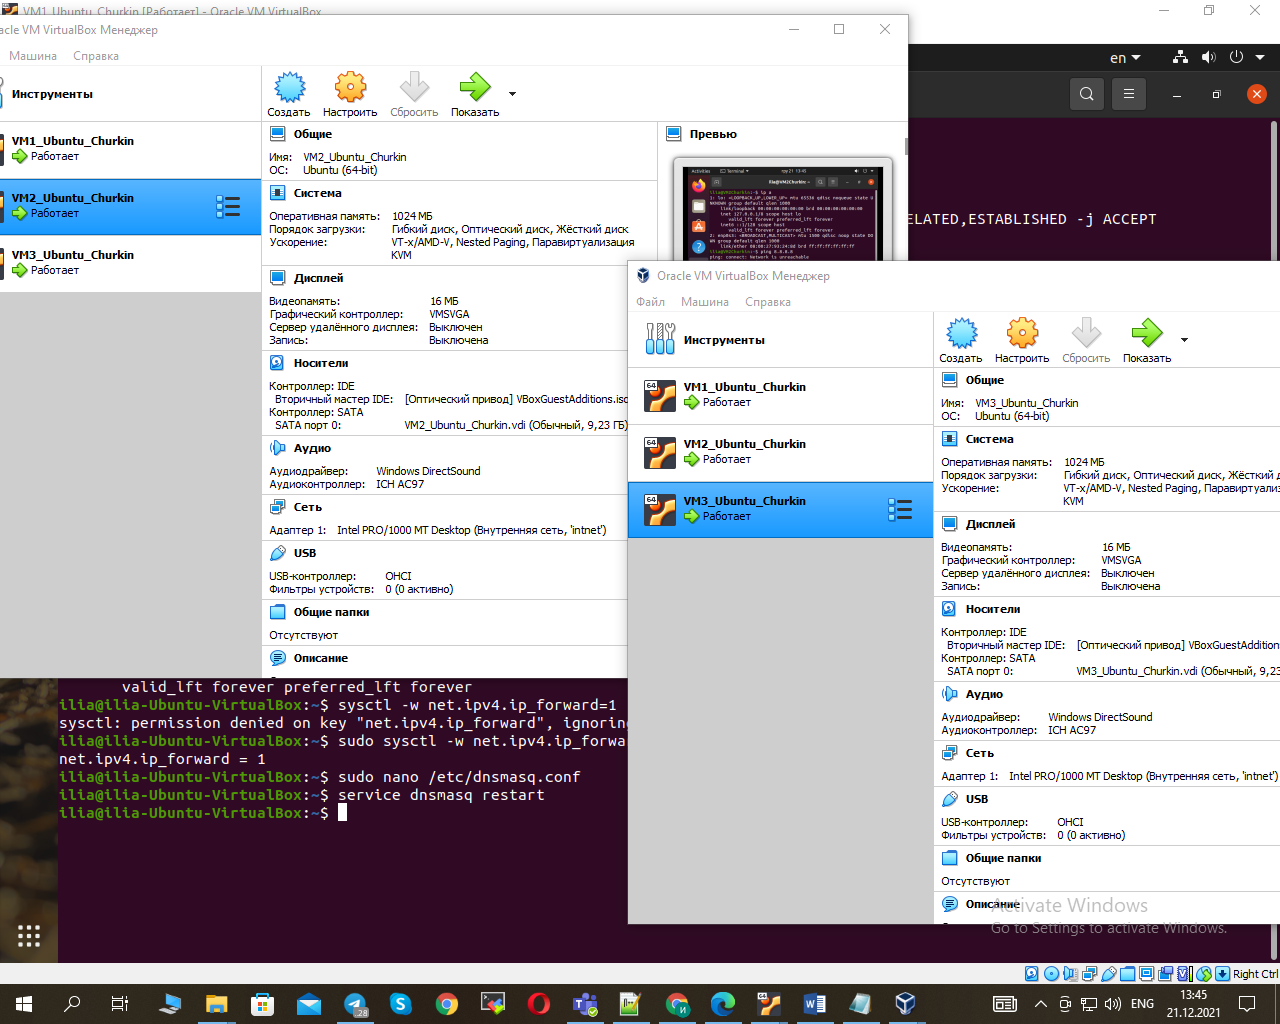 VM1_Ubuntu_Churkin [Работает] - Oracle VM VirtualBox
acle VM VirtualBox Менеджер
Машина Справка
Инструменты
Создать Настроить Сбросить Показать
VM1_Ubuntu_Churkin
Работает
VM2_Ubuntu_Churkin
Работает
VM3_Ubuntu_Churkin
Работает
Общие
Имя: VM2_Ubuntu_Churkin
ОС: Ubuntu (64-bit)
Система
Оперативная память: 1024 МБ
Порядок загрузки: Гибкий диск, Оптический диск, Жёсткий диск
Ускорение: VT-x/AMD-V, Nested Paging, Паравиртуализация
KVM
Дисплей
Видеопамять: 16 МБ
Графический контроллер: VMSVGA
Сервер удалённого дисплея: Выключен
Запись: Выключена
Носители
Контроллер: IDE
Вторичный мастер IDE: [Оптический привод] VBoxGuestAdditions.iso
Контроллер: SATA
SATA порт 0: VM2_Ubuntu_Churkin.vdi (Обычный, 9,23 ГБ)
Аудио
Аудиодрайвер: Windows DirectSound
Аудиоконтроллер: ICH AC97
Сеть
Адаптер 1: Intel PRO/1000 MT Desktop (Внутренняя сеть, 'intnet')
USB
USB-контроллер: OHCI
Фильтры устройств: 0 (0 активно)
Общие папки
Отсутствуют
Описание
Превью
en
ELATED,ESTABLISHED -j ACCEPT
Oracle VM VirtualBox Менеджер
Файл Машина Справка
Инструменты
Создать Настроить Сбросить Показать
VM1_Ubuntu_Churkin
Работает
VM2_Ubuntu_Churkin
Работает
VM3_Ubuntu_Churkin
Работает
Общие
Имя: VM3_Ubuntu_Churkin
ОС: Ubuntu (64-bit)
Система
Оперативная память: 1024 МБ
Порядок загрузки: Гибкий диск, Оптический диск, Жёсткий д
Ускорение: VT-x/AMD-V, Nested Paging, Паравиртуализ
KVM
Дисплей
Видеопамять: 16 МБ
Графический контроллер: VMSVGA
Сервер удалённого дисплея: Выключен
Запись: Выключена
Носители
Контроллер: IDE
Вторичный мастер IDE: [Оптический привод] VBoxGuestAddition
Контроллер: SATA
SATA порт 0: VM3_Ubuntu_Churkin.vdi (Обычный, 9,23
Аудио
Аудиодрайвер: Windows DirectSound
Аудиоконтроллер: ICH AC97
Сеть
Адаптер 1: Intel PRO/1000 MT Desktop (Внутренняя сеть, 'intnet')
USB
USB-контроллер: OHCI
Фильтры устройств: 0 (0 активно)
Общие папки
Отсутствуют
Описание
valid_lft forever preferred_lft forever
ilia@ilia-Ubuntu-VirtualBox:~$ sysctl -w net.ipv4.ip_forward=1
sysctl: permission denied on key "net.ipv4.ip_forward", ignorin
ilia@ilia-Ubuntu-VirtualBox:~$ sudo sysctl -w net.ipv4.ip_forwa
net.ipv4.ip_forward = 1
ilia@ilia-Ubuntu-VirtualBox:~$ sudo nano /etc/dnsmasq.conf
ilia@ilia-Ubuntu-VirtualBox:~$ service dnsmasq restart
ilia@ilia-Ubuntu-VirtualBox:~$
Activate Windows
Go to Settings to activate Windows.
Right Ctrl
ENG
13:45
21.12.2021